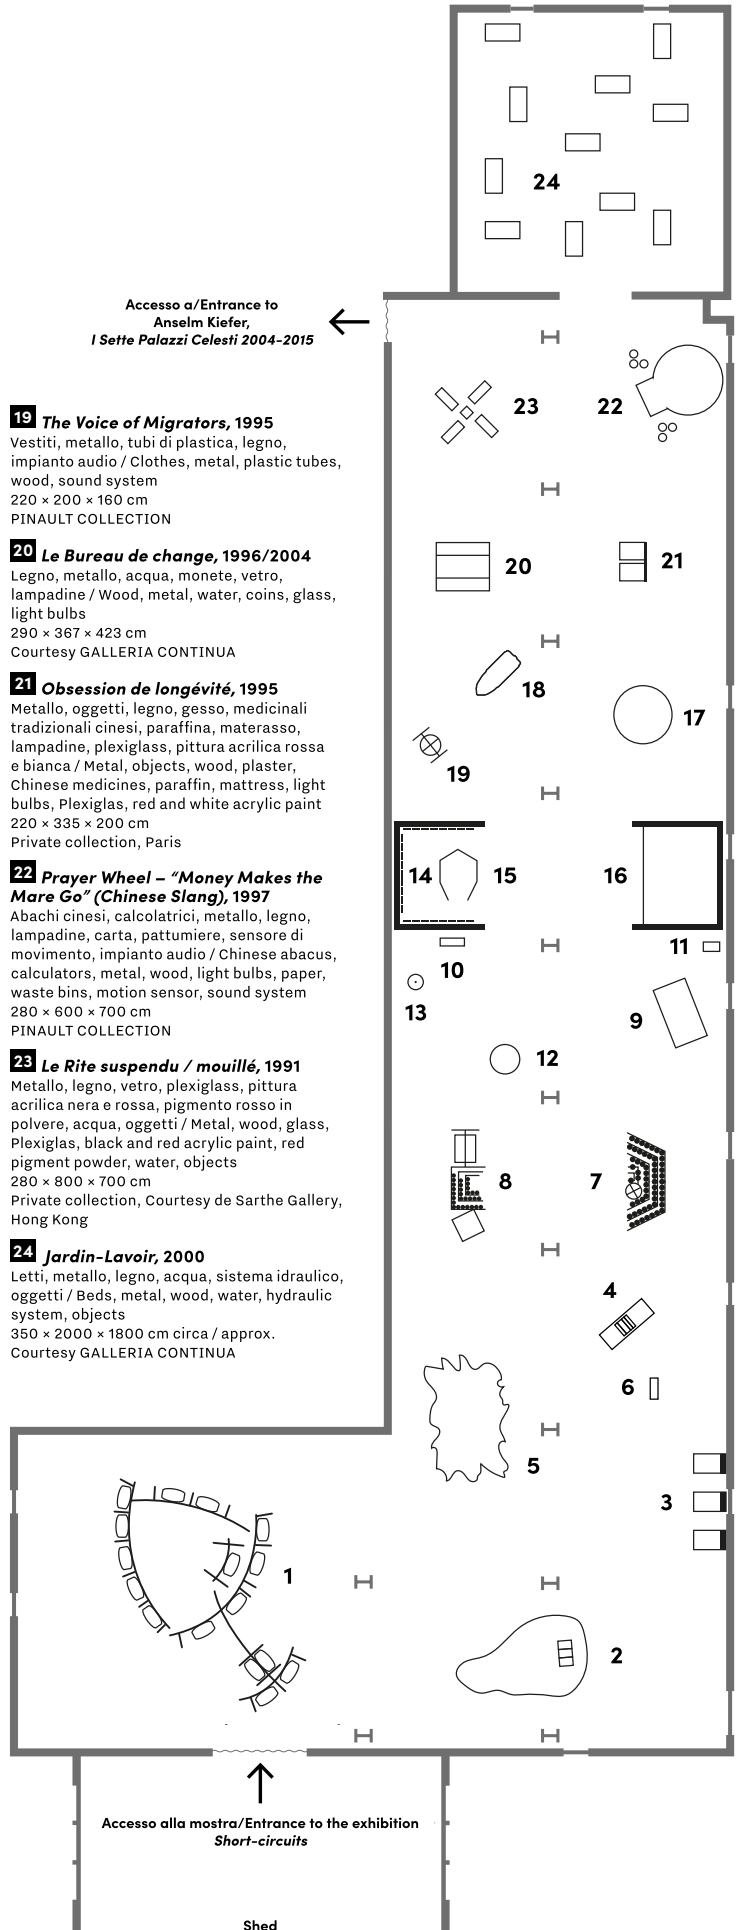 24
Accesso a/Entrance to
Anselm Kiefer,
I Sette Palazzi Celesti 2004-2015
19 The Voice of Migrators, 1995
Vestiti, metallo, tubi di plastica, legno,
impianto audio / Clothes, metal, plastic tubes,
wood, sound system
220 × 200 × 160 cm
PINAULT COLLECTION
20 Le Bureau de change, 1996/2004
Legno, metallo, acqua, monete, vetro,
lampadine / Wood, metal, water, coins, glass,
light bulbs
290 × 367 × 423 cm
Courtesy GALLERIA CONTINUA
21 Obsession de longévité, 1995
Metallo, oggetti, legno, gesso, medicinali
tradizionali cinesi, paraffina, materasso,
lampadine, plexiglass, pittura acrilica rossa
e bianca / Metal, objects, wood, plaster,
Chinese medicines, paraffin, mattress, light
bulbs, Plexiglas, red and white acrylic paint
220 × 335 × 200 cm
Private collection, Paris
22 Prayer Wheel – “Money Makes the
Mare Go” (Chinese Slang), 1997
Abachi cinesi, calcolatrici, metallo, legno,
lampadine, carta, pattumiere, sensore di
movimento, impianto audio / Chinese abacus,
calculators, metal, wood, light bulbs, paper,
waste bins, motion sensor, sound system
280 × 600 × 700 cm
PINAULT COLLECTION
23 Le Rite suspendu / mouillé, 1991
Metallo, legno, vetro, plexiglass, pittura
acrilica nera e rossa, pigmento rosso in
polvere, acqua, oggetti / Metal, wood, glass,
Plexiglas, black and red acrylic paint, red
pigment powder, water, objects
280 × 800 × 700 cm
Private collection, Courtesy de Sarthe Gallery,
Hong Kong
24 Jardin-Lavoir, 2000
Letti, metallo, legno, acqua, sistema idraulico,
oggetti / Beds, metal, wood, water, hydraulic
system, objects
350 × 2000 × 1800 cm circa / approx.
Courtesy GALLERIA CONTINUA
23
22
20
21
18
17
19
14
15
16
11
10
13
9
12
8
7
4
6
5
3
1
2
Accesso alla mostra/Entrance to the exhibition
Short-circuits
Shed